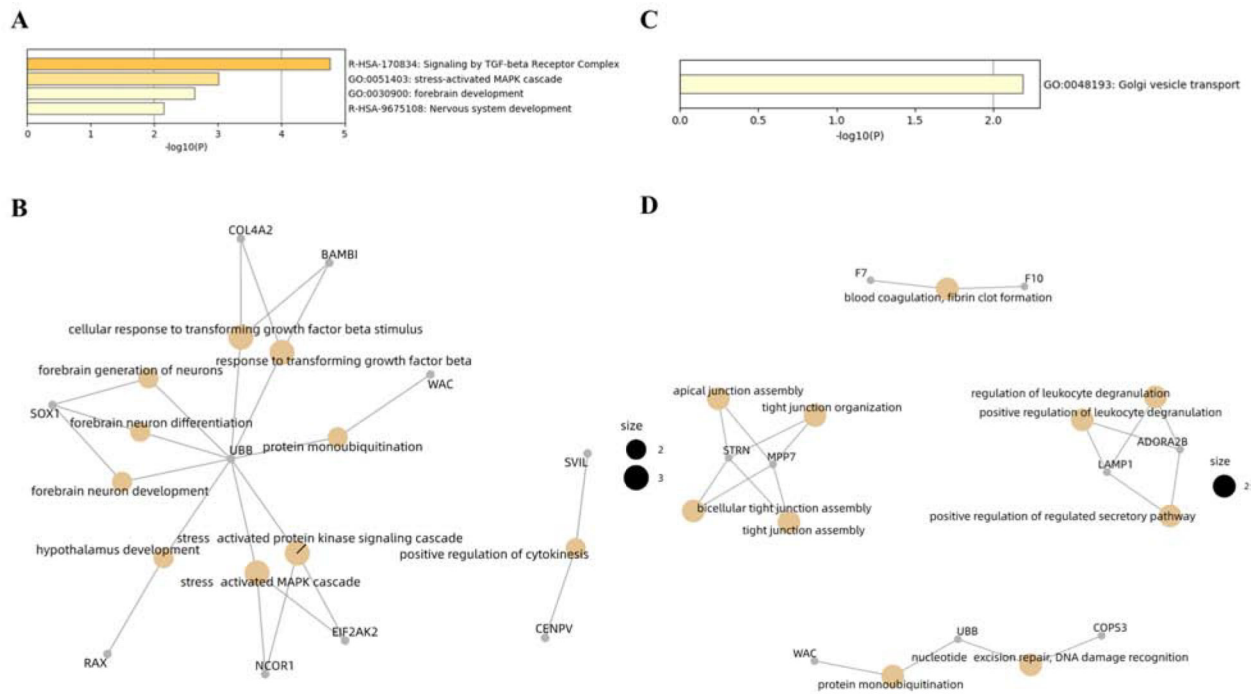 A
R-HSA-170834: Signaling by TGF-beta Receptor Complex
GO:0051403: stress-activated MAPK cascade
GO:0030900: forebrain development
R-HSA-9675108: Nervous system development
0 1 2 3 4 5
-log10(P)
C
GO:0048193: Golgi vesicle transport
0.0 0.5 1.0 1.5 2.0
-log10(P)
B
COL4A2
BAMBI
cellular response to transforming growth factor beta stimulus
response to transforming growth factor beta
forebrain generation of neurons
WAC
SOX1
forebrain neuron differentiation
UBB
protein monoubiquitination
forebrain neuron development
SVIL
size
2
3
stress activated protein kinase signaling cascade
hypothalamus development
positive regulation of cytokinesis
stress activated MAPK cascade
EIF2AK2
CENPV
RAX
NCOR1
D
F7
F10
blood coagulation, fibrin clot formation
apical junction assembly
tight junction organization
STRN
MPP7
bicellular tight junction assembly
tight junction assembly
regulation of leukocyte degranulation
positive regulation of leukocyte degranulation
ADORA2B
LAMP1
size
2
positive regulation of regulated secretory pathway
UBB
COPS3
WAC
nucleotide excision repair, DNA damage recognition
protein monoubiquitination